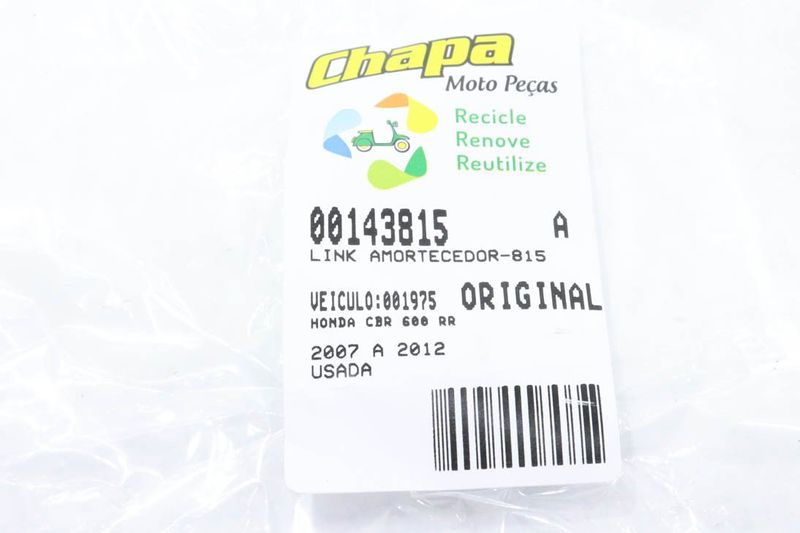 Chapa
Moto Peças
Recicle
Renove
Reutilize
00143815 A
LINK AMORTECEDOR-815
VEICULO:001975 ORIGINAL
HONDA CBR 600 RR
2007 A 2012
USADA